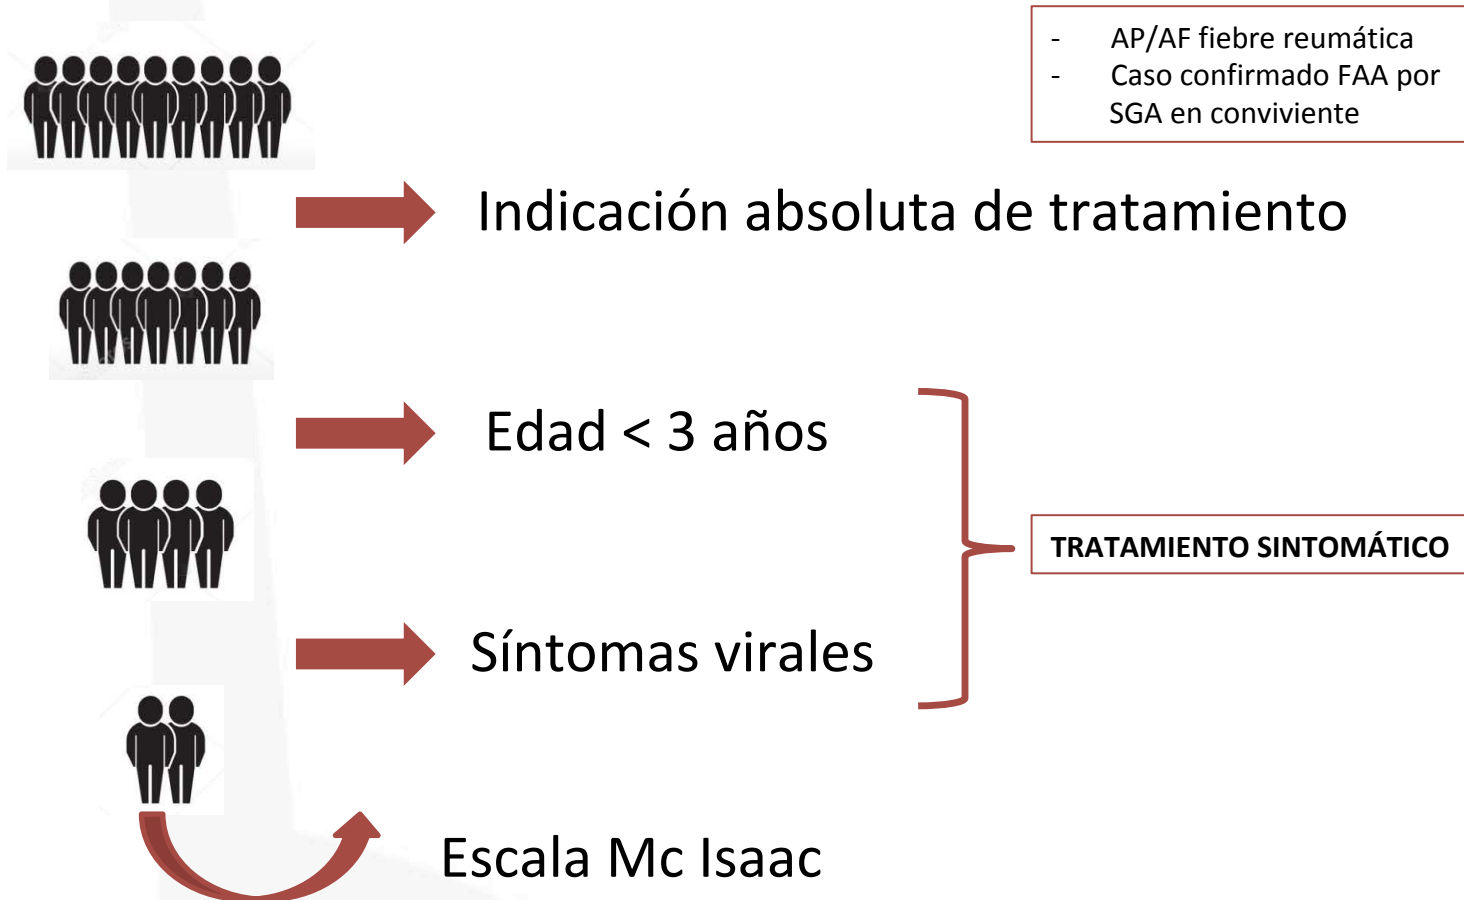 - AP/AF fiebre reumática
- Caso confirmado FAA por
SGA en conviviente
Indicación absoluta de tratamiento
Edad < 3 años
TRATAMIENTO SINTOMÁTICO
Síntomas virales
Escala Mc Isaac